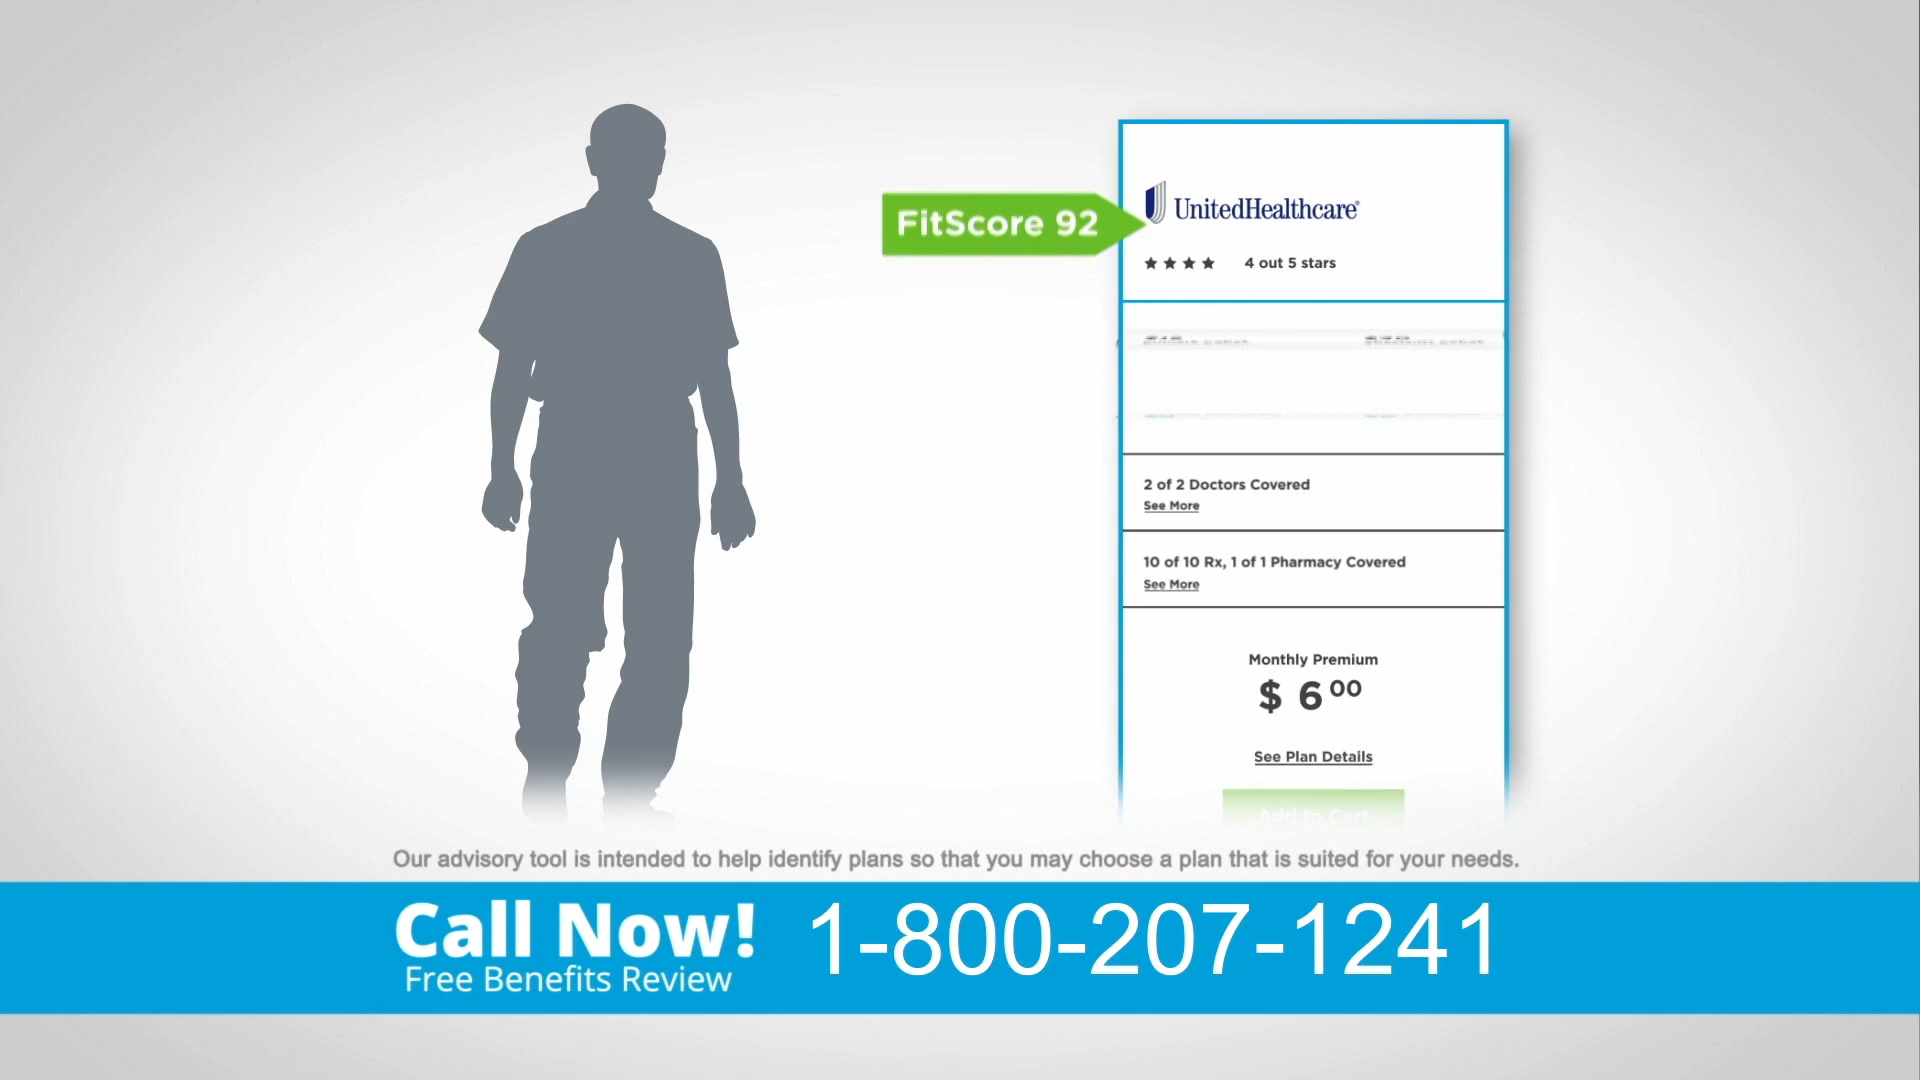 FitScore 92
UnitedHealthcare®
4 out 5 stars
2 of 2 Doctors Covered
See More
10 of 10 Rx, 1 of 1 Pharmacy Covered
See More
Monthly Premium
$ 6 00
See Plan Details
Add to Cart
Our advisory tool is intended to help identify plans so that you may choose a plan that is suited for your needs.
Call Now! 1-800-207-1241
Free Benefits Review